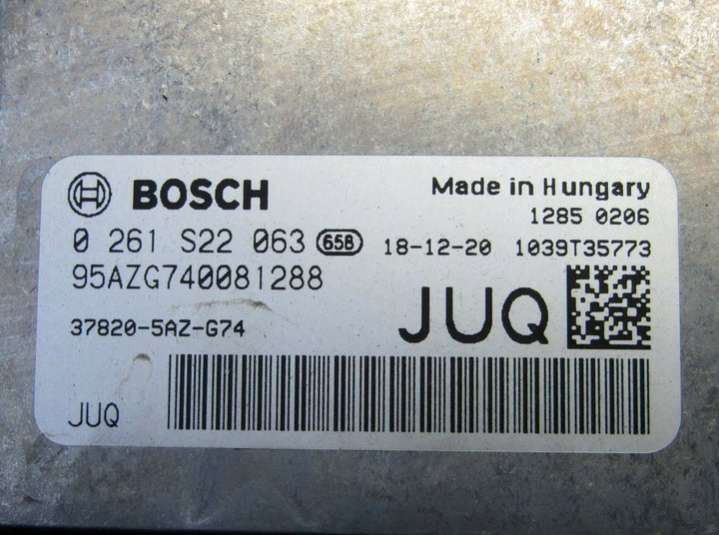 BOSCH
Made in Hungary
1285 0206
0 261 S22 063 658 18-12-20 1039T35773
95AZG740081288
JUQ
37820-5AZ-G74
JUQ